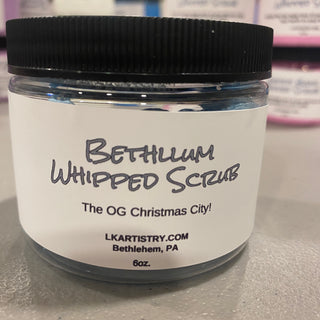 Bethllum
Whipped Scrub
The OG Christmas City!
LKARTISTRY.COM
Bethlehem, PA
6oz.